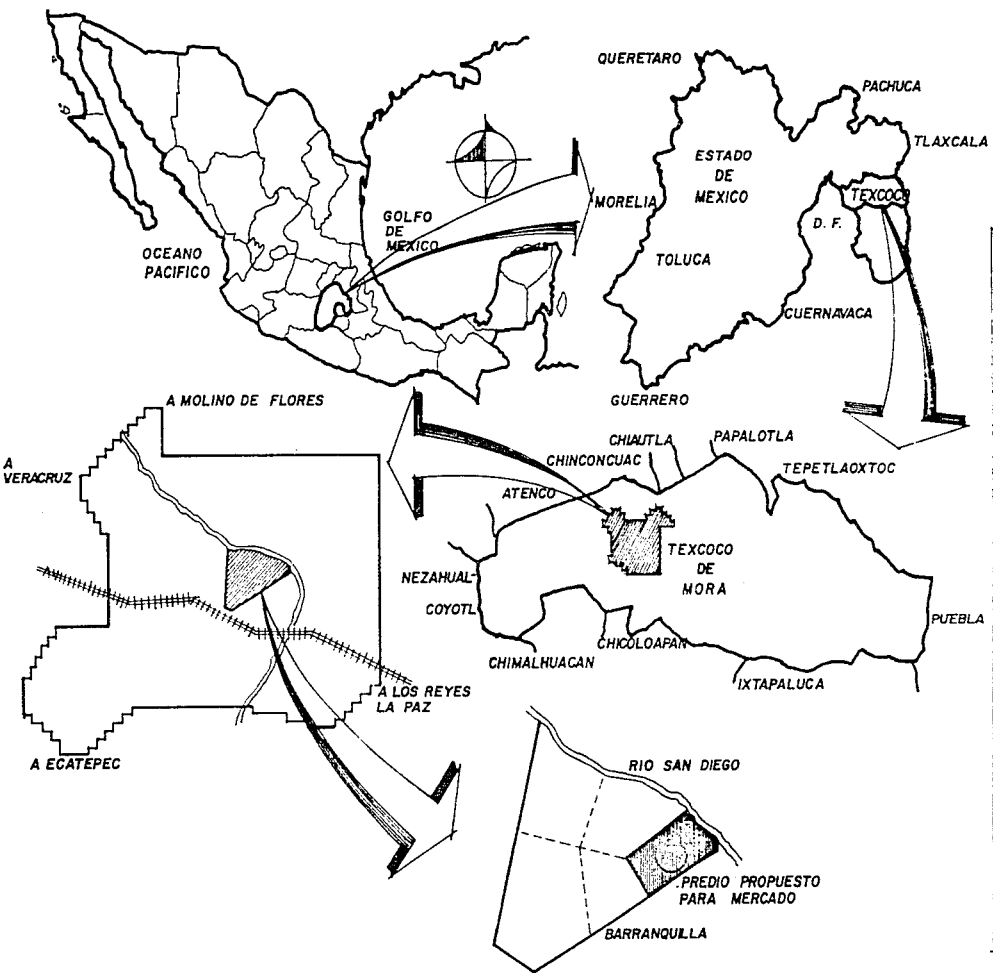 QUERETARO
PACHUCA
TLAXCALA
ESTADO
DE
MEXICO
TEXCOCO
MORELIA
D. F.
GOLFO
DE
MEXICO
OCEANO
PACIFICO
TOLUCA
CUERNAVACA
GUERRERO
A MOLINO DE FLORES
A
VERACRUZ
A LOS REYES
LA PAZ
A ECATEPEC
CHIAUTLA
PAPALOTLA
CHINCONCUAC
TEPETLAOXTOC
ATENCO
TEXCOCO
DE
MORA
NEZAHUAL-
COYOTL
PUEBLA
CHICOLOAPAN
CHIMALHUACAN
IXTAPALUCA
RIO SAN DIEGO
PREDIO PROPUESTO
PARA MERCADO
BARRANQUILLA